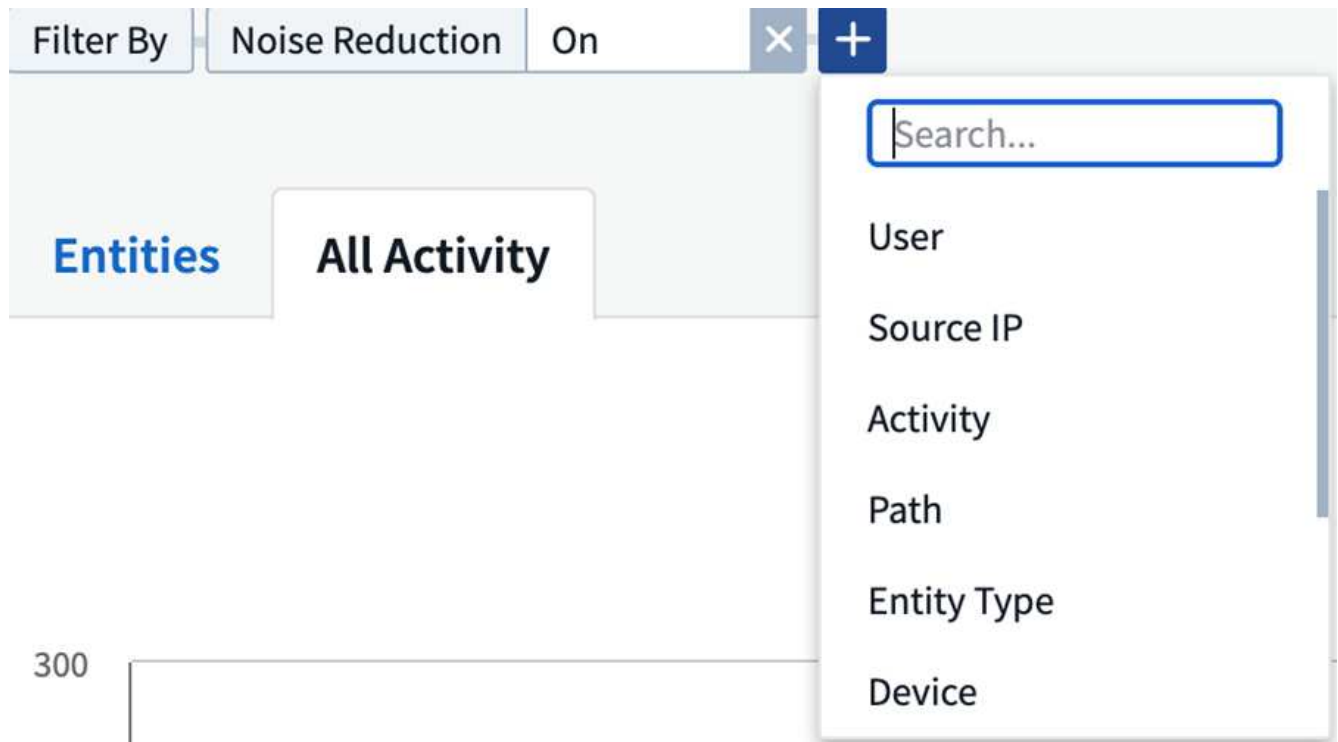 Filter By Noise Reduction On
Search...
User
Entities All Activity
Source IP
Activity
Path
Entity Type
300
Device